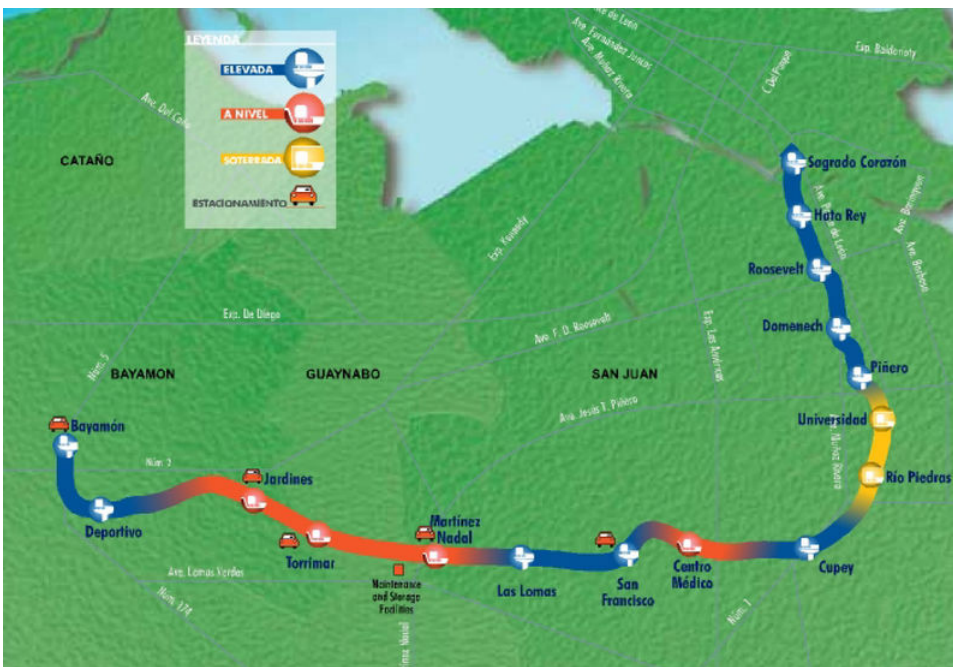 LEYENDA
ELEVADA
A NIVEL
SOTERRADA
ESTACIONAMIENTO
Ave. Fernández Juncos
Ave. Muñoz Rivera
Exp. Baldorioty
C Del Parque
CATAÑO
Sagrado Corazón
Ave. Ponce de León
Hato Rey
Ave. Barbosa
Exp. Kennedy
Roosevelt
Exp. De Diego
Ave. F. D. Roosevelt
Exp. Las Américas
Domenech
Núm. 5
BAYAMON
GUAYNABO
SAN JUAN
Piñero
Ave. Jesús T. Piñero
Bayamón
Universidad
Ave. Muñoz Rivera
Núm. 2
Jardines
Río Piedras
Deportivo
Martínez
Nadal
Torrimar
Ave. Lomas Verdes
Maintenance
and Storage
Facilities
Las Lomas
San
Francisco
Centro
Médico
Cupey
Núm. 174
Núm. 1